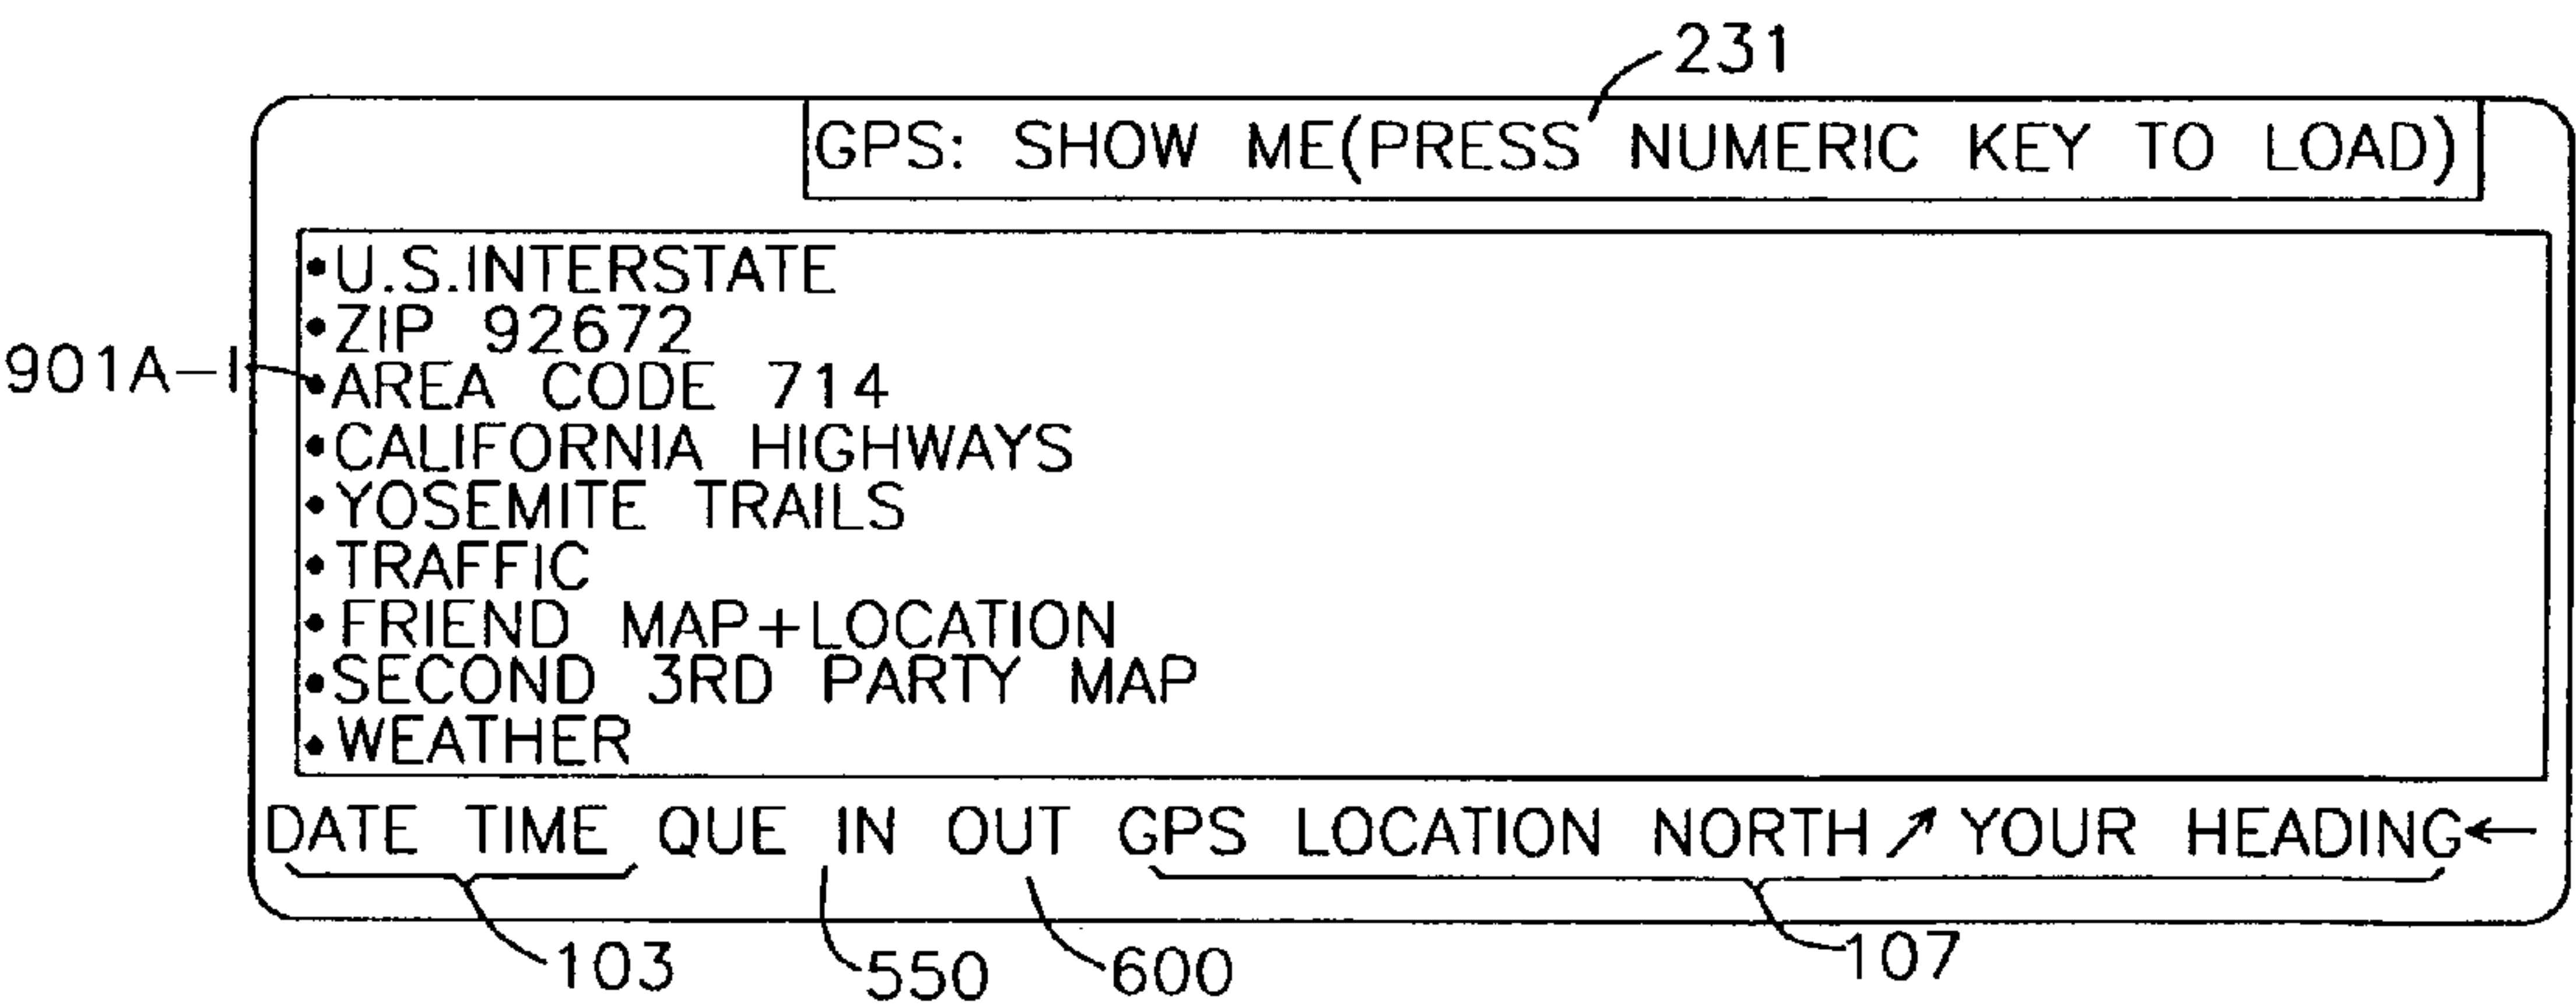 231
GPS: SHOW ME(PRESS NUMERIC KEY TO LOAD)
•U.S.INTERSTATE
•ZIP 92672
901A-I
•AREA CODE 714
•CALIFORNIA HIGHWAYS
•YOSEMITE TRAILS
•TRAFFIC
•FRIEND MAP+LOCATION
•SECOND 3RD PARTY MAP
•WEATHER
DATE TIME QUE IN OUT GPS LOCATION NORTH↗YOUR HEADING←
103 550 600 107